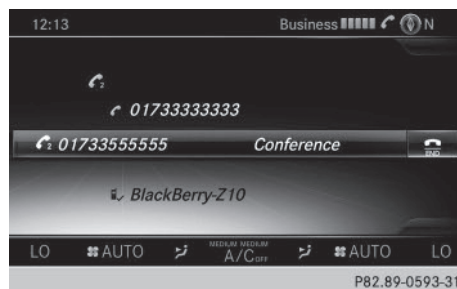 12:13 Business N
2
01733333333
2 01733555555 Conference END
BlackBerry-Z10
LO AUTO MEDIUM MEDIUM A/C OFF AUTO LO
P82.89-0593-31